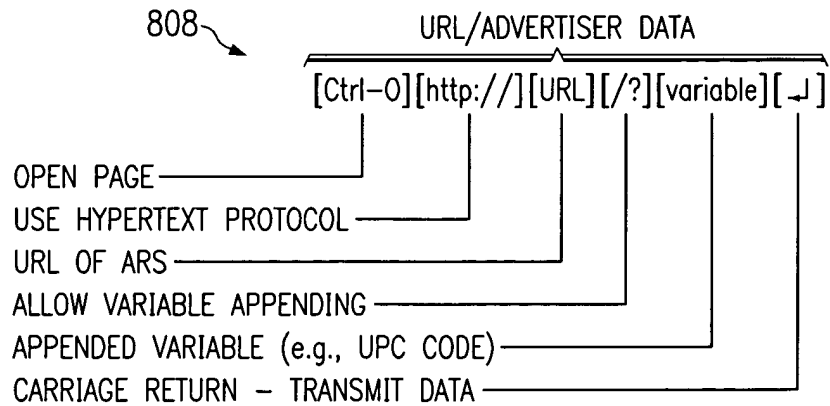 808
URL/ADVERTISER DATA
[Ctrl-O][http://][URL][/?][variable][↵]
OPEN PAGE
USE HYPERTEXT PROTOCOL
URL OF ARS
ALLOW VARIABLE APPENDING
APPENDED VARIABLE (e.g., UPC CODE)
CARRIAGE RETURN – TRANSMIT DATA